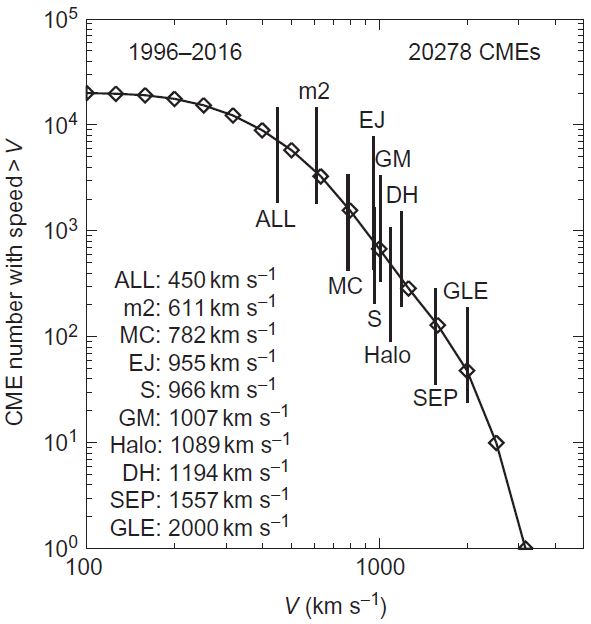 10⁵
1996–2016
20278 CMEs
m2
10⁴
EJ
GM
DH
ALL
10³
MC
GLE
S
Halo
SEP
CME number with speed > V
ALL: 450 km s⁻¹
m2: 611 km s⁻¹
MC: 782 km s⁻¹
EJ: 955 km s⁻¹
S: 966 km s⁻¹
GM: 1007 km s⁻¹
Halo: 1089 km s⁻¹
DH: 1194 km s⁻¹
SEP: 1557 km s⁻¹
GLE: 2000 km s⁻¹
10²
10¹
10⁰
100
1000
V (km s⁻¹)